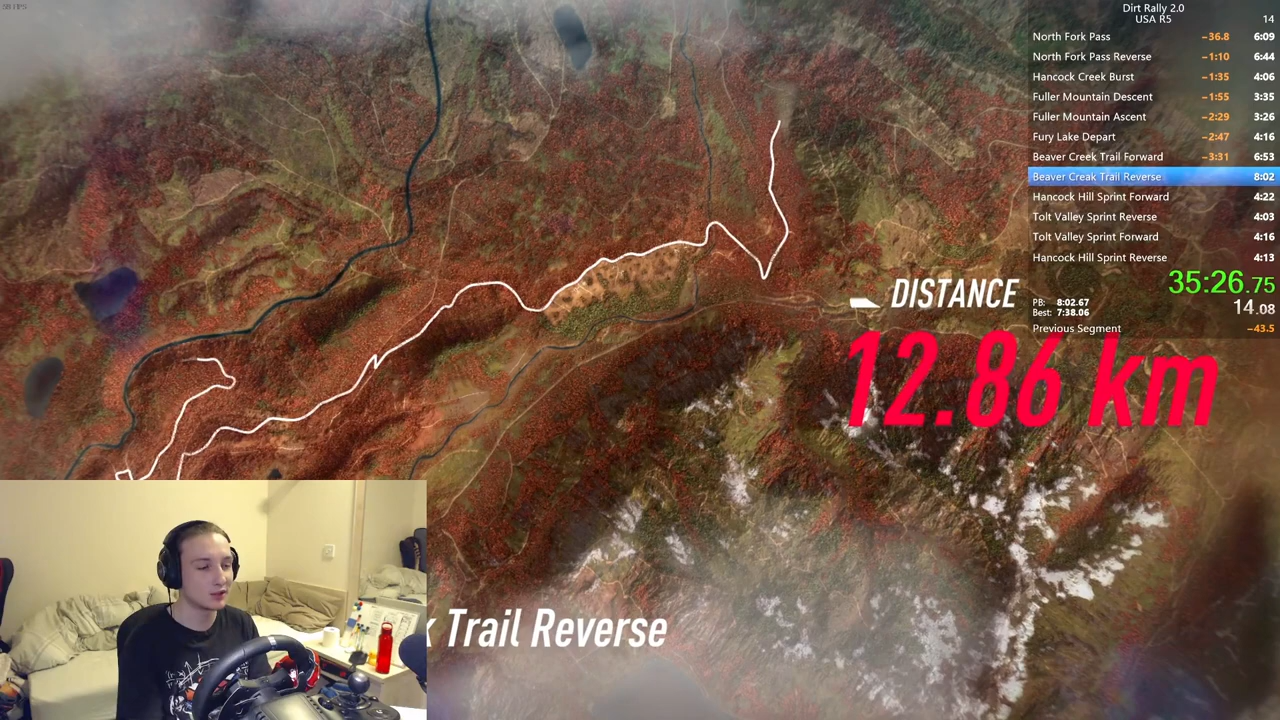 58 FPS
Dirt Rally 2.0
USA R5
14
North Fork Pass −36.8 6:09
North Fork Pass Reverse −1:10 6:44
Hancock Creek Burst −1:35 4:06
Fuller Mountain Descent −1:55 3:35
Fuller Mountain Ascent −2:29 3:26
Fury Lake Depart −2:47 4:16
Beaver Creek Trail Forward −3:31 6:53
Beaver Creak Trail Reverse 8:02
Hancock Hill Sprint Forward 4:22
Tolt Valley Sprint Reverse 4:03
Tolt Valley Sprint Forward 4:16
Hancock Hill Sprint Reverse 4:13
35:26.75
PB: 8:02.67
Best: 7:38.06
14.08
Previous Segment −43.5
DISTANCE
12.86 km
k Trail Reverse